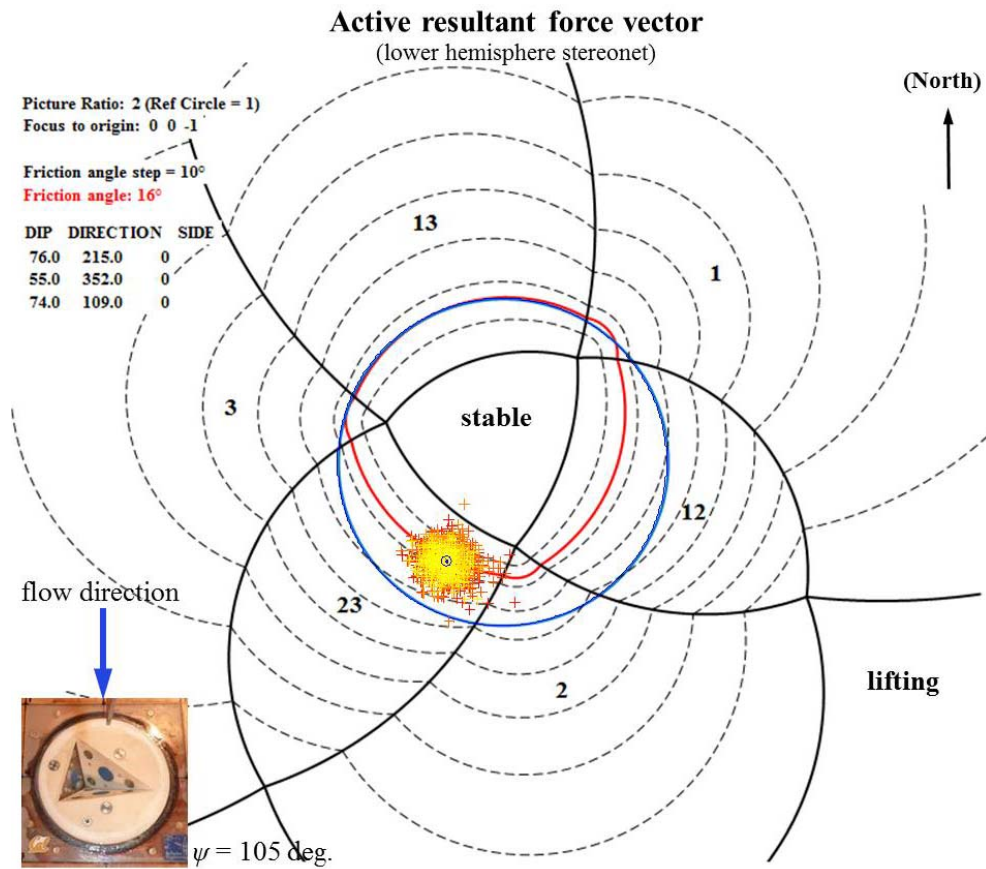 Active resultant force vector
(lower hemisphere stereonet)
(North)
Picture Ratio: 2 (Ref Circle = 1)
Focus to origin: 0 0 -1
Friction angle step = 10°
Friction angle: 16°
DIP DIRECTION SIDE
76.0 215.0 0
55.0 352.0 0
74.0 109.0 0
13
1
3
stable
12
23
flow direction
2
lifting
ψ = 105 deg.